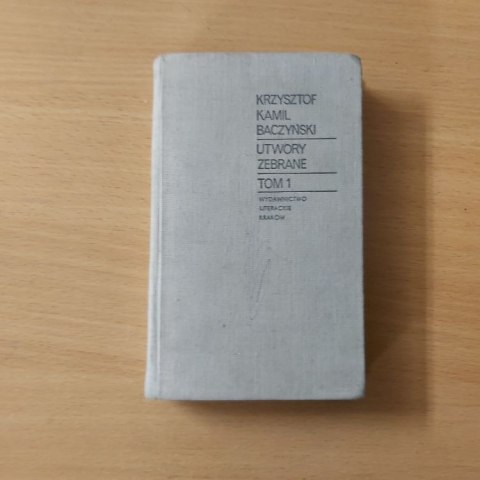 KRZYSZTOF
KAMIL
BACZYŃSKI
UTWORY
ZEBRANE
TOM 1
WYDAWNICTWO
LITERACKIE
KRAKÓW